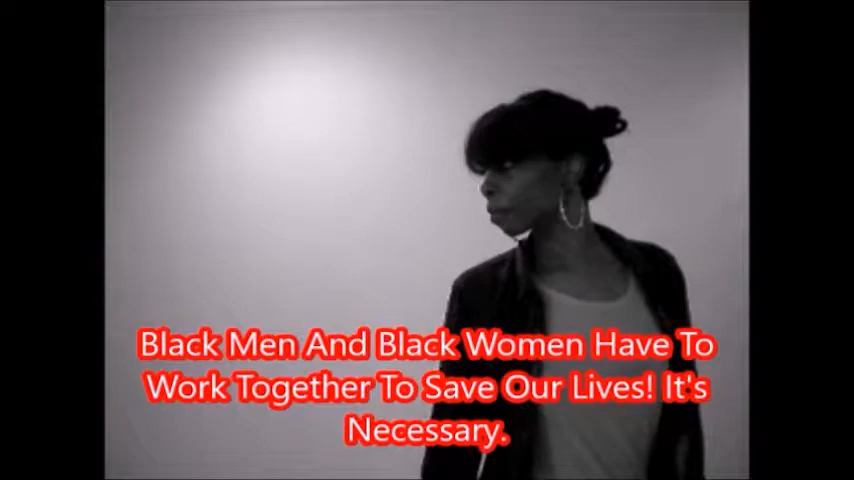 Black Men And Black Women Have To
Work Together To Save Our Lives! It's
Necessary.